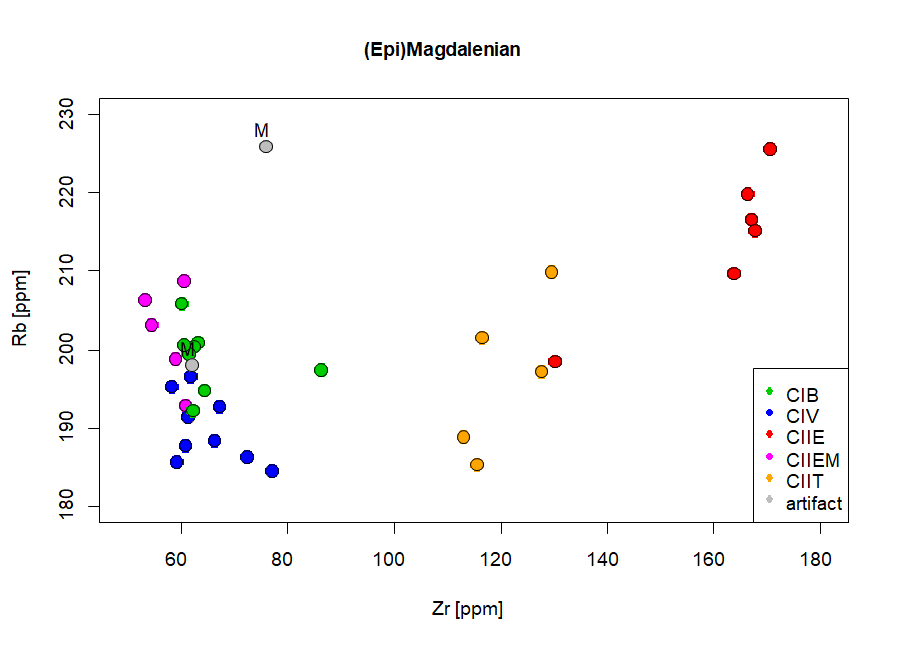 (Epi)Magdalenian
Rb [ppm]
230
220
210
200
190
180
M
M
CIB
CIV
CIIE
CIIEM
CIIT
artifact
60 80 100 120 140 160 180
Zr [ppm]